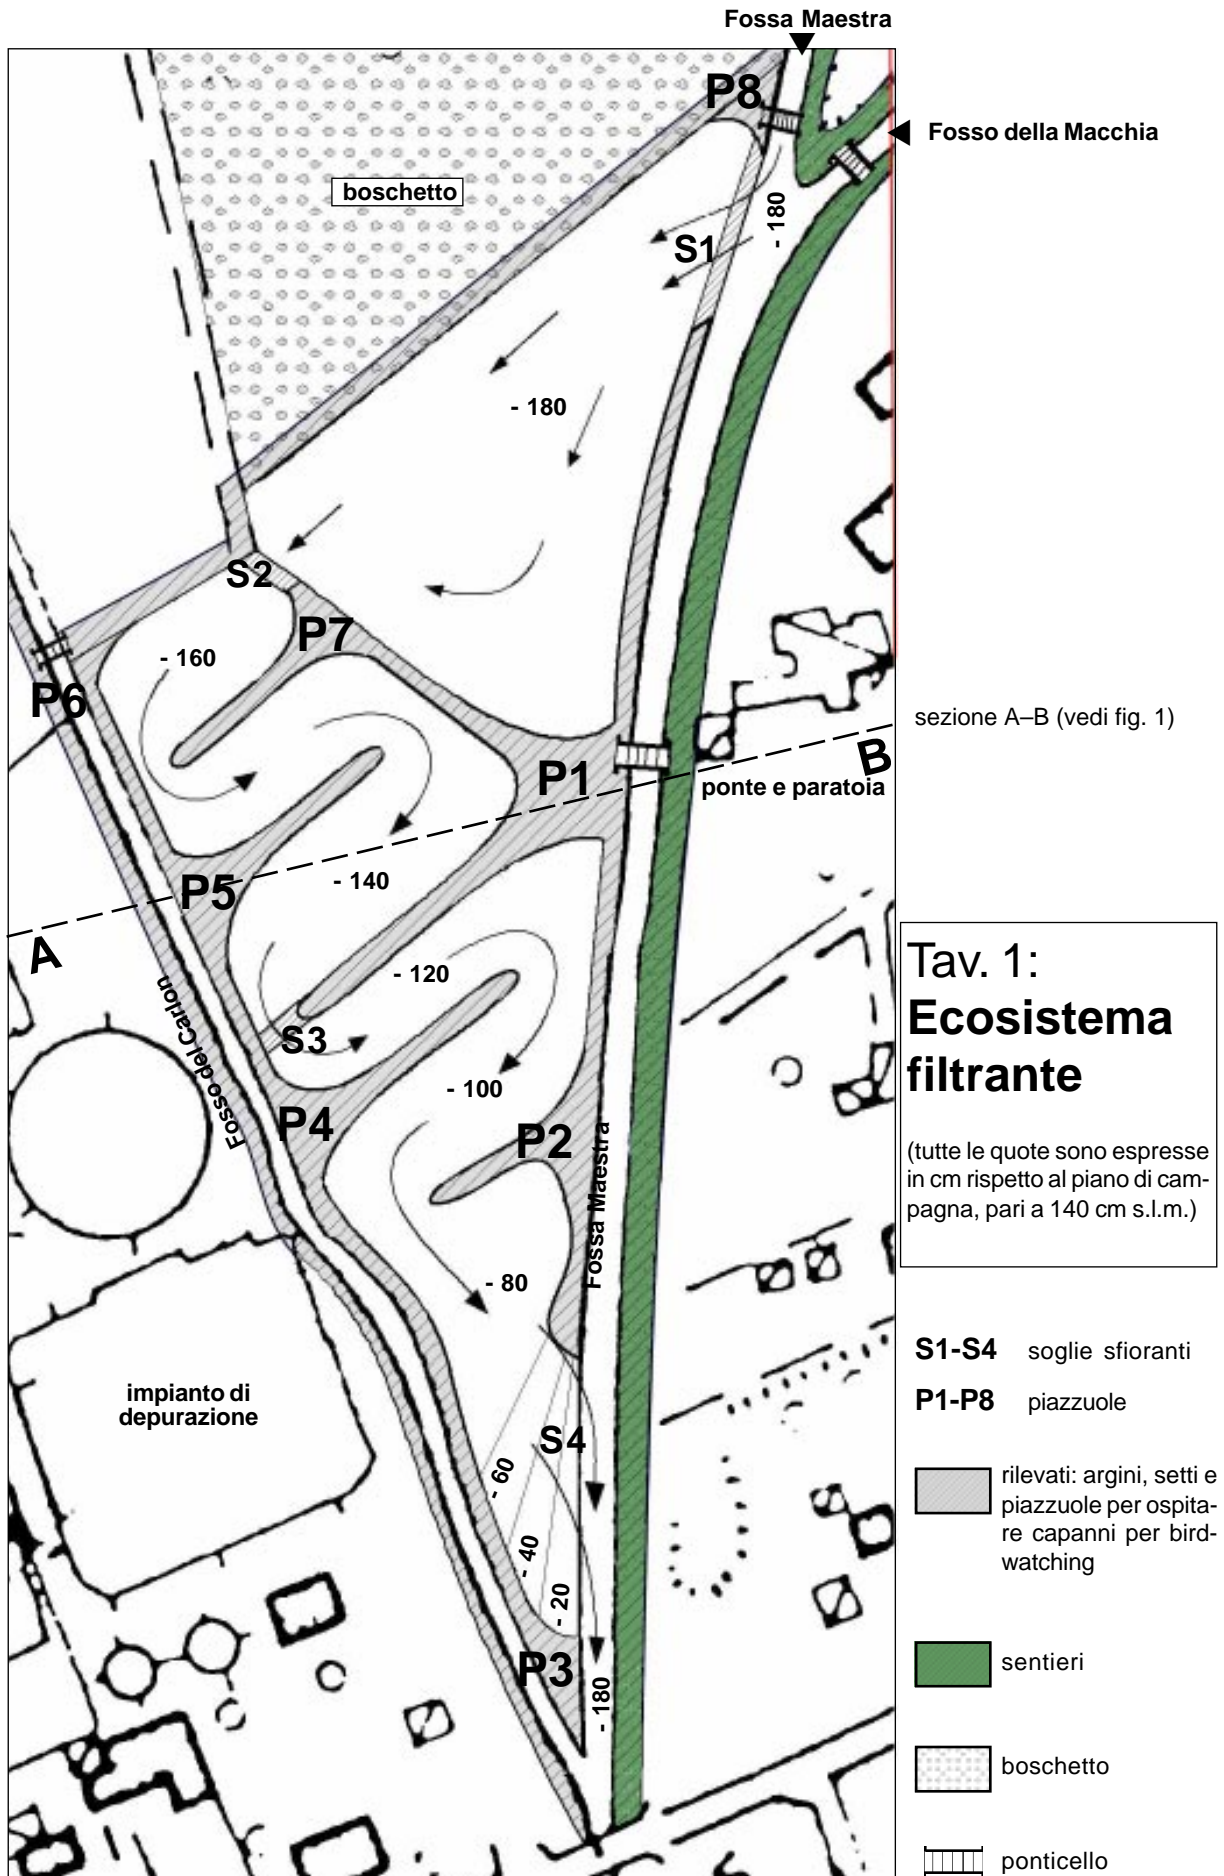 Fossa Maestra
P8
Fosso della Macchia
boschetto
- 180
S1
- 180
S2
P7
- 160
P6
sezione A–B (vedi fig. 1)
B
P1
ponte e paratoia
- 140
P5
A
- 120
Fosso del Carlon
S3
- 100
P4
P2
Fossa Maestra
- 80
impianto di
depurazione
S4
- 60
- 40
- 20
P3
- 180
Tav. 1:
Ecosistema
filtrante
(tutte le quote sono espresse
in cm rispetto al piano di cam-
pagna, pari a 140 cm s.l.m.)
S1-S4 soglie sfioranti
P1-P8 piazzuole
rilevati: argini, setti e
piazzuole per ospita-
re capanni per bird-
watching
sentieri
boschetto
ponticello